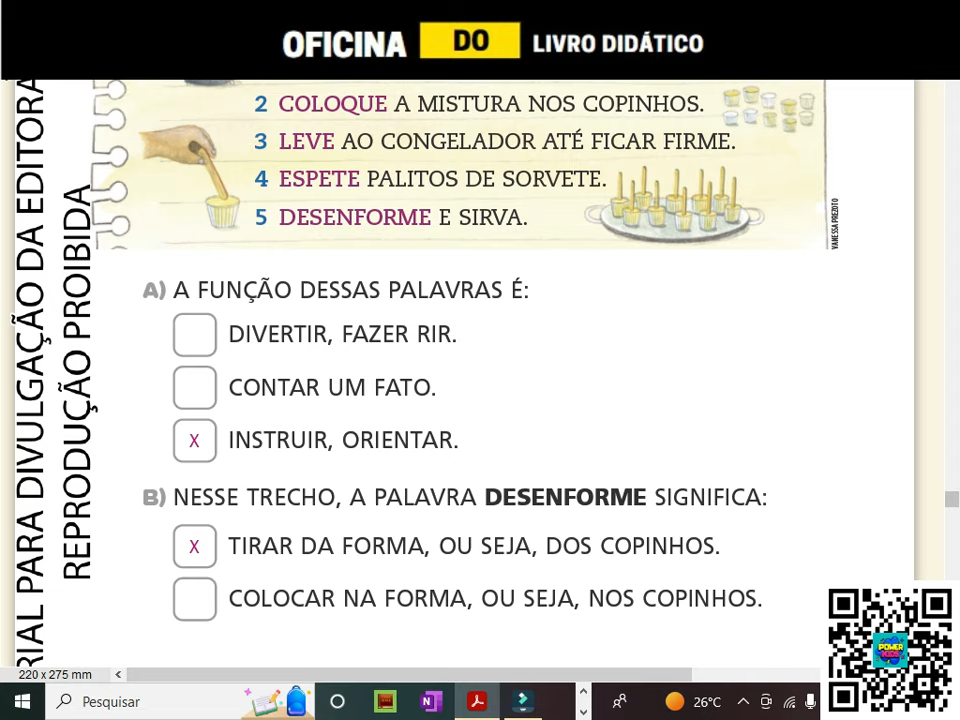 OFICINA DO LIVRO DIDÁTICO
RIAL PARA DIVULGAÇÃO DA EDITORA
REPRODUÇÃO PROIBIDA
2 COLOQUE A MISTURA NOS COPINHOS.
3 LEVE AO CONGELADOR ATÉ FICAR FIRME.
4 ESPETE PALITOS DE SORVETE.
5 DESENFORME E SIRVA.
VANESSA PREZOTO
A) A FUNÇÃO DESSAS PALAVRAS É:
DIVERTIR, FAZER RIR.
CONTAR UM FATO.
X INSTRUIR, ORIENTAR.
B) NESSE TRECHO, A PALAVRA DESENFORME SIGNIFICA:
X TIRAR DA FORMA, OU SEJA, DOS COPINHOS.
COLOCAR NA FORMA, OU SEJA, NOS COPINHOS.
POWER KIDS
220 x 275 mm
Pesquisar
26°C